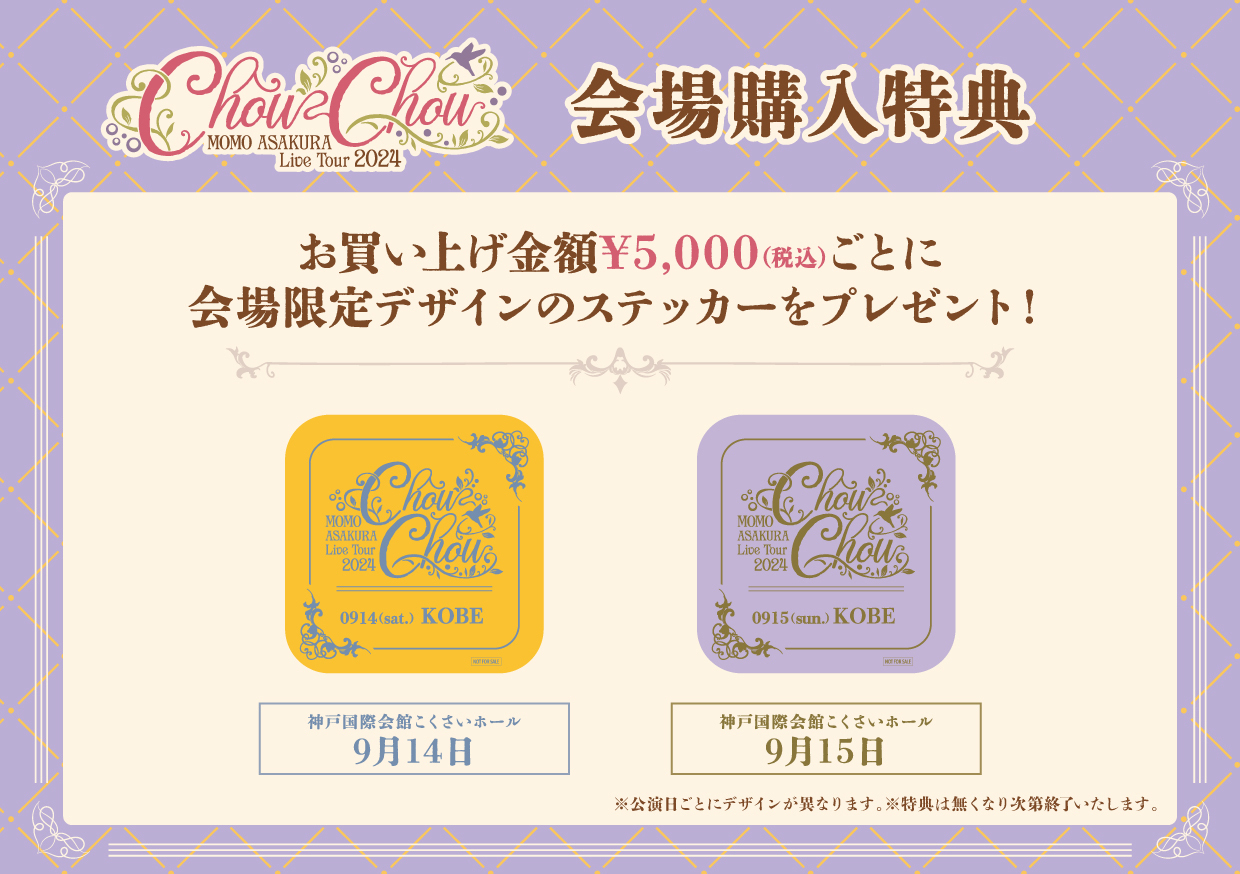 Chou Chou
MOMO ASAKURA
Live Tour 2024
会場購入特典
お買い上げ金額¥5,000(税込)ごとに
会場限定デザインのステッカーをプレゼント!
Chou
Chou
MOMO
ASAKURA
Live Tour
2024
0914(sat.) KOBE
NOT FOR SALE
神戸国際会館こくさいホール
9月14日
Chou
Chou
MOMO
ASAKURA
Live Tour
2024
0915(sun.) KOBE
NOT FOR SALE
神戸国際会館こくさいホール
9月15日
※公演日ごとにデザインが異なります。※特典は無くなり次第終了いたします。